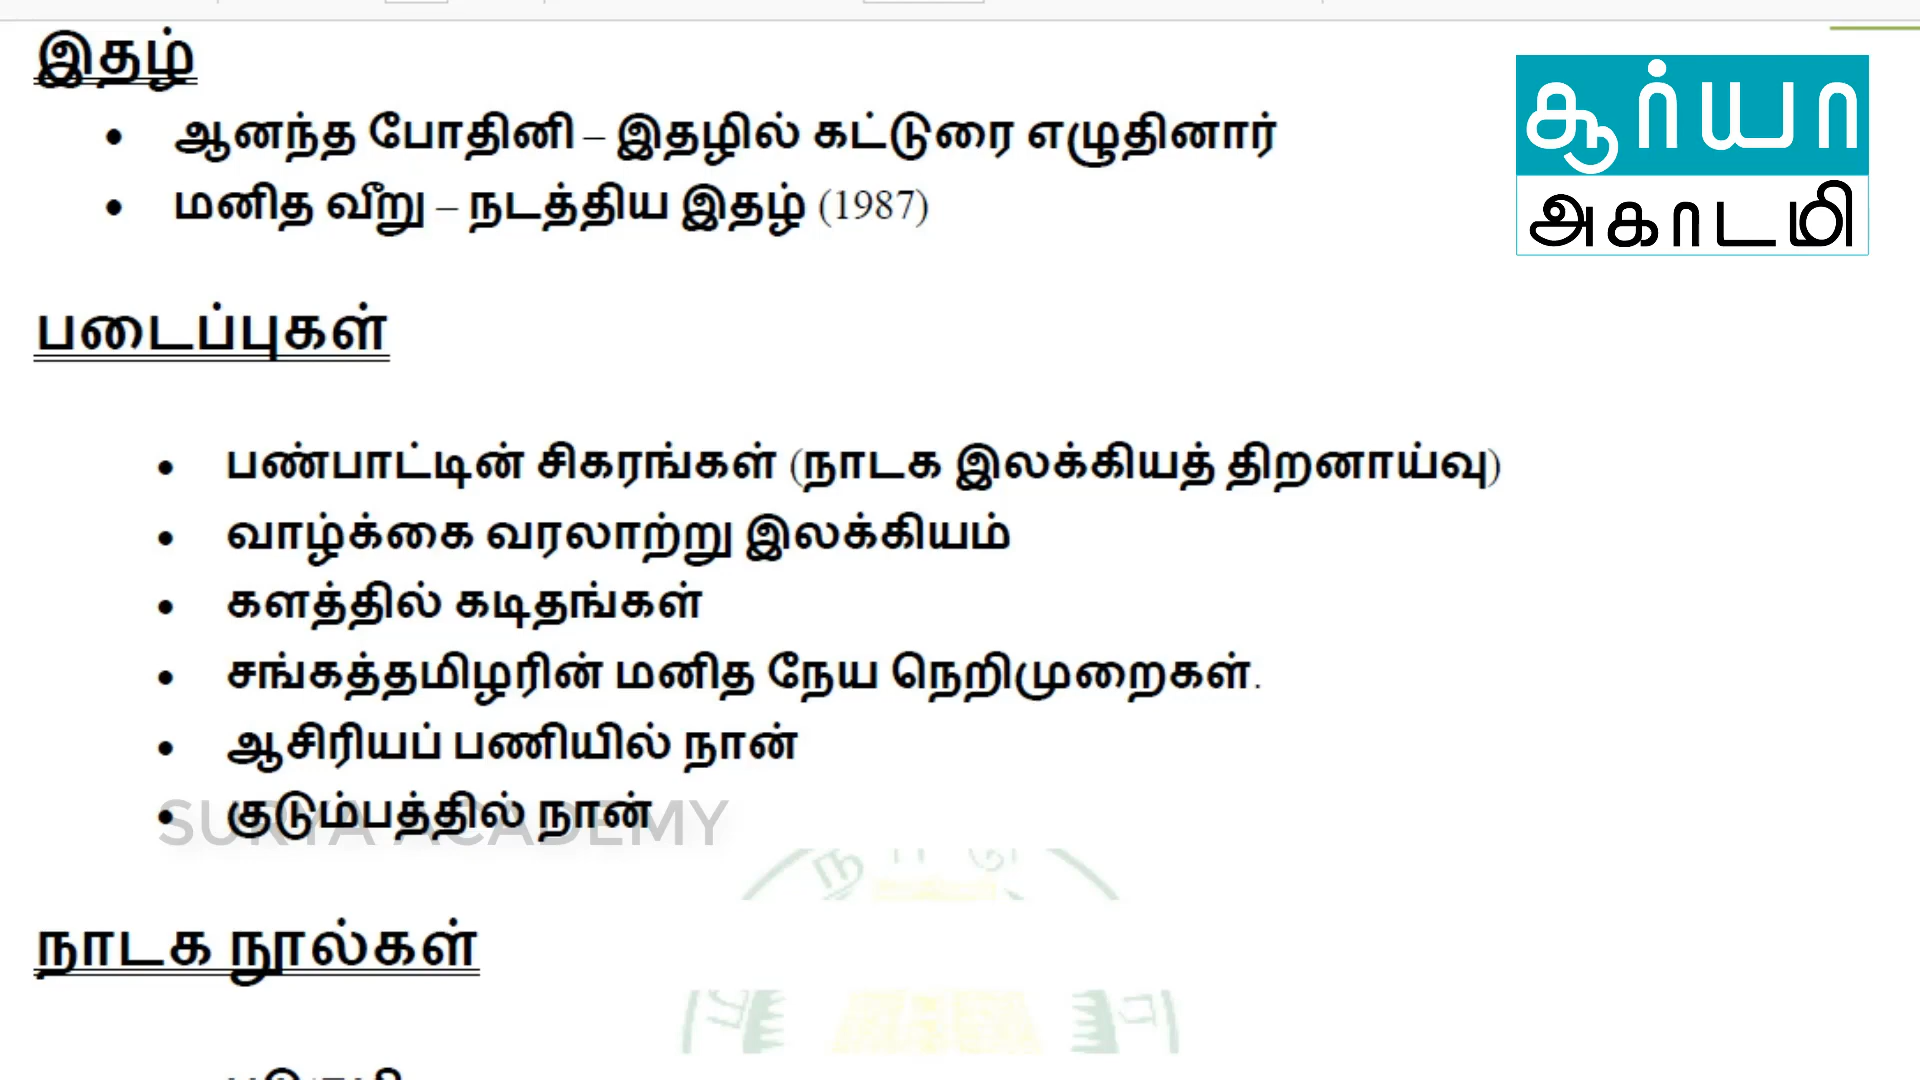 இதழ்
• ஆனந்த போதினி – இதழில் கட்டுரை எழுதினார்
• மனித வீறு – நடத்திய இதழ் (1987)
சூர்யா
அகாடமி
படைப்புகள்
• பண்பாட்டின் சிகரங்கள் (நாடக இலக்கியத் திறனாய்வு)
• வாழ்க்கை வரலாற்று இலக்கியம்
• களத்தில் கடிதங்கள்
• சங்கத்தமிழரின் மனித நேய நெறிமுறைகள்.
• ஆசிரியப் பணியில் நான்
• குடும்பத்தில் நான்
SURYA ACADEMY
நாடக நூல்கள்